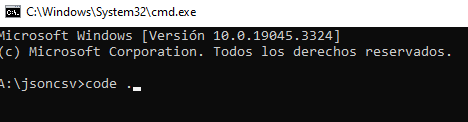 C:\Windows\System32\cmd.exe
Microsoft Windows [Versión 10.0.19045.3324]
(c) Microsoft Corporation. Todos los derechos reservados.
A:\jsoncsv>code .